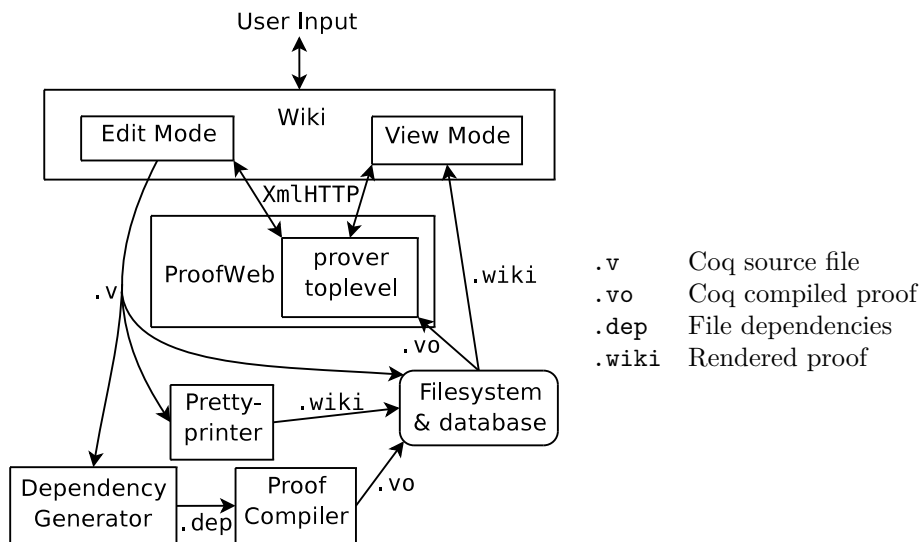 User Input
Wiki
Edit Mode
View Mode
XmlHTTP
ProofWeb
prover
toplevel
.v
.wiki
.vo
Pretty-
printer
.wiki
Filesystem
& database
Dependency
Generator
.dep
Proof
Compiler
.vo
.v Coq source file
.vo Coq compiled proof
.dep File dependencies
.wiki Rendered proof